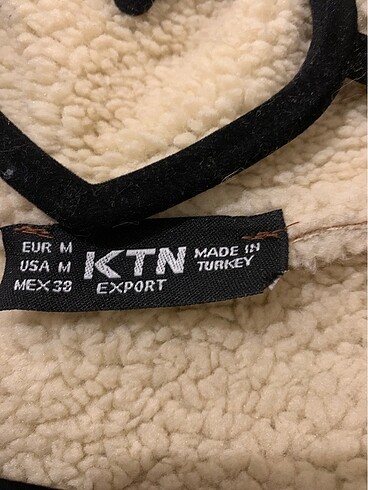 EUR M
USA M
MEX 38
KTN
EXPORT
MADE IN
TURKEY